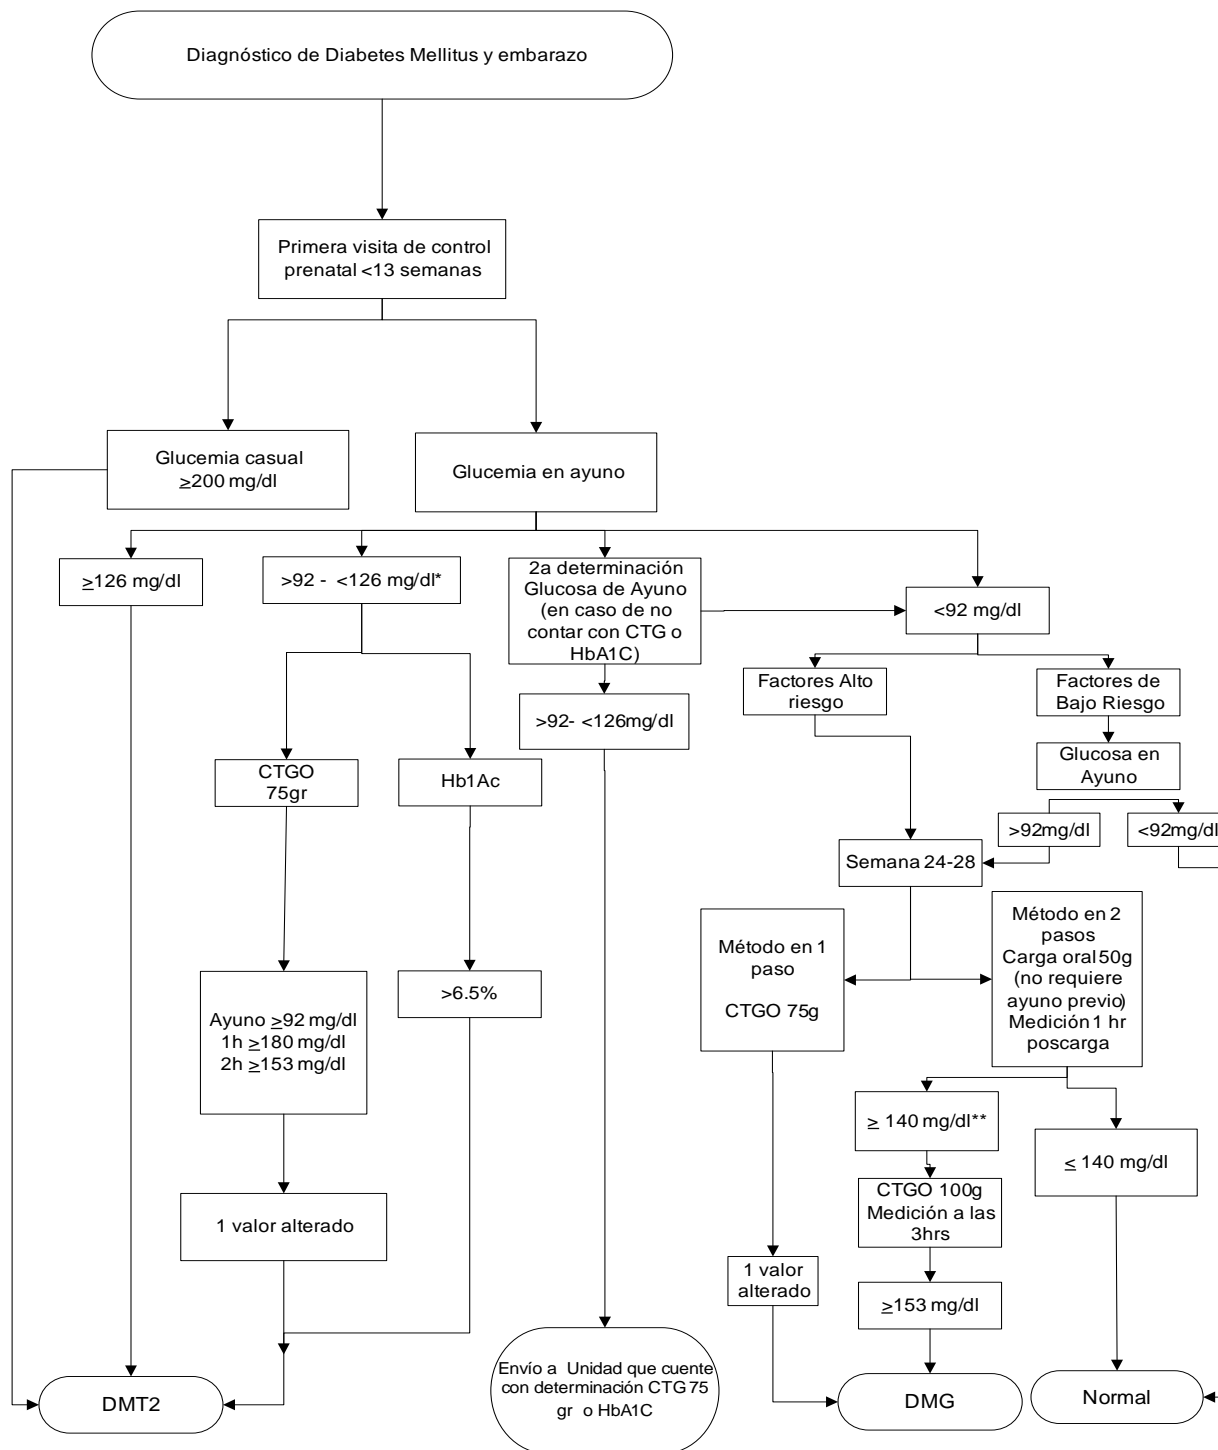 Diagnóstico de Diabetes Mellitus y embarazo
Primera visita de control
prenatal <13 semanas
Glucemia casual
≥200 mg/dl
Glucemia en ayuno
≥126 mg/dl
>92 - <126 mg/dl*
2a determinación
Glucosa de Ayuno
(en caso de no
contar con CTG o
HbA1C)
<92 mg/dl
Factores Alto
riesgo
Factores de
Bajo Riesgo
>92- <126mg/dl
Glucosa en
Ayuno
CTGO
75gr
Hb1Ac
>92mg/dl
<92mg/dl
Semana 24-28
Método en 1
paso
CTGO 75g
Método en 2
pasos
Carga oral 50g
(no requiere
ayuno previo)
Medición 1 hr
poscarga
Ayuno ≥92 mg/dl
1h ≥180 mg/dl
2h ≥153 mg/dl
>6.5%
≥ 140 mg/dl**
≤ 140 mg/dl
1 valor alterado
CTGO 100g
Medición a las
3hrs
1 valor
alterado
≥153 mg/dl
DMT2
Envío a Unidad que cuente
con determinación CTG 75
gr o HbA1C
DMG
Normal